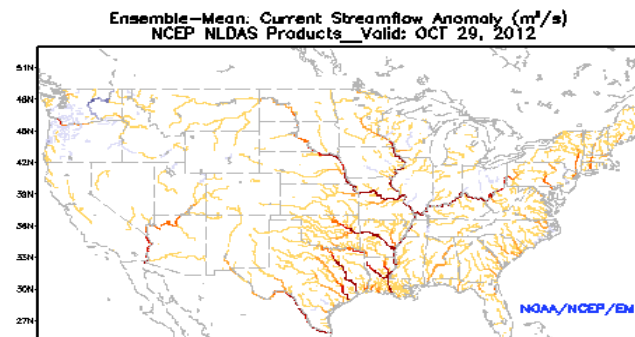 Ensemble-Mean: Current Streamflow Anomaly (m³/s)
NCEP NLDAS Products__Valid: OCT 29, 2012
51N
48N
45N
42N
39N
36N
33N
30N
27N
NOAA/NCEP/EM